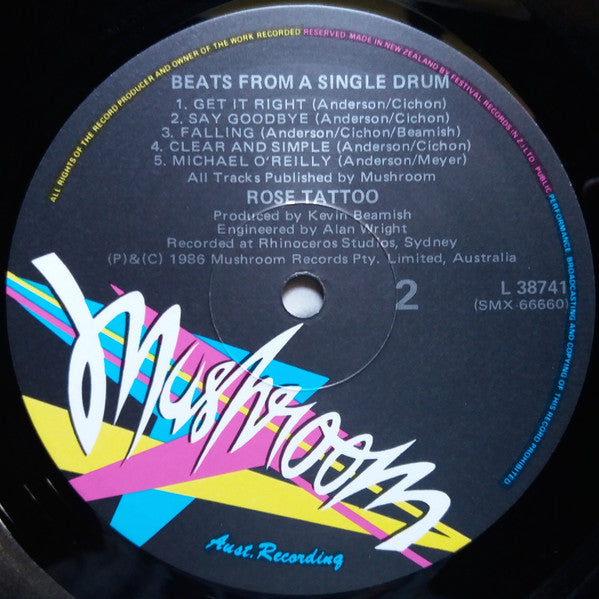 ALL RIGHTS OF THE RECORD PRODUCER AND OWNER OF THE WORK RECORDED RESERVED. MADE IN NEW ZEALAND BY FESTIVAL RECORDS (N.Z.) LTD. PUBLIC PERFORMANCE, BROADCASTING AND COPYING OF THIS RECORD PROHIBITED
BEATS FROM A SINGLE DRUM
1. GET IT RIGHT (Anderson/Cichon)
2. SAY GOODBYE (Anderson/Cichon)
3. FALLING (Anderson/Cichon/Beamish)
4. CLEAR AND SIMPLE (Anderson/Cichon)
5. MICHAEL O'REILLY (Anderson/Meyer)
All Tracks Published by Mushroom
ROSE TATTOO
Produced by Kevin Beamish
Engineered by Alan Wright
Recorded at Rhinoceros Studios, Sydney
(P)&(C) 1986 Mushroom Records Pty. Limited, Australia
2
L 38741
(SMX-66660)
Mushroom
Aust. Recording